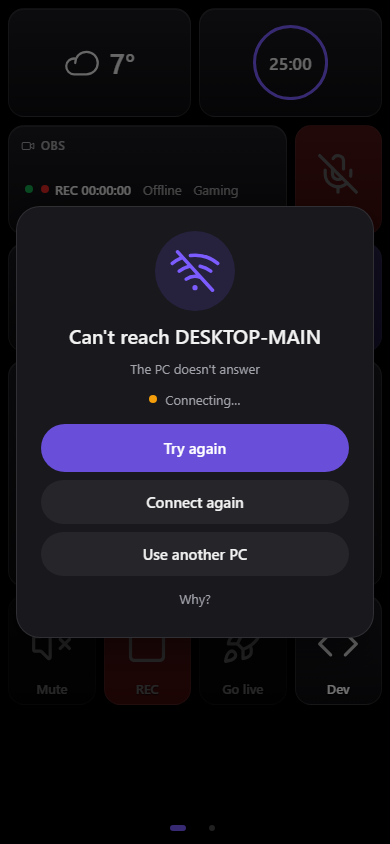 7°
25:00
OBS
REC 00:00:00 Offline Gaming
Can't reach DESKTOP-MAIN
The PC doesn't answer
Connecting...
Try again
Connect again
Use another PC
Why?
Mute REC Go live Dev